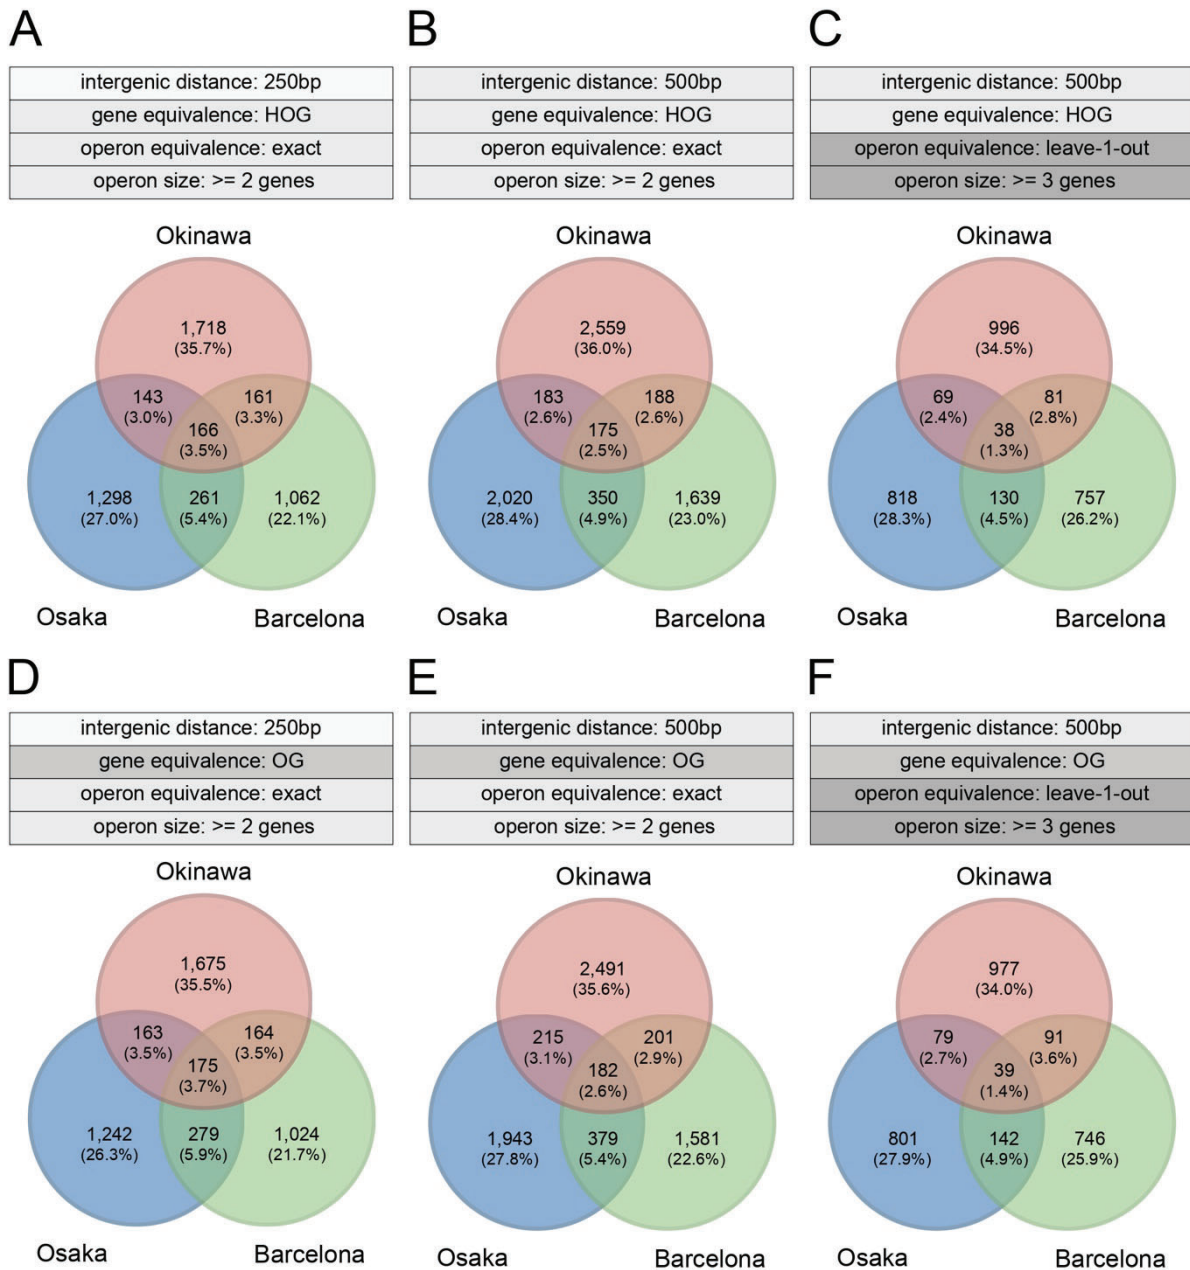 A
intergenic distance: 250bp
gene equivalence: HOG
operon equivalence: exact
operon size: >= 2 genes
Okinawa
1,718
(35.7%)
143
(3.0%)
161
(3.3%)
166
(3.5%)
1,298
(27.0%)
261
(5.4%)
1,062
(22.1%)
Osaka
Barcelona
B
intergenic distance: 500bp
gene equivalence: HOG
operon equivalence: exact
operon size: >= 2 genes
Okinawa
2,559
(36.0%)
183
(2.6%)
188
(2.6%)
175
(2.5%)
2,020
(28.4%)
350
(4.9%)
1,639
(23.0%)
Osaka
Barcelona
C
intergenic distance: 500bp
gene equivalence: HOG
operon equivalence: leave-1-out
operon size: >= 3 genes
Okinawa
996
(34.5%)
69
(2.4%)
81
(2.8%)
38
(1.3%)
818
(28.3%)
130
(4.5%)
757
(26.2%)
Osaka
Barcelona
D
intergenic distance: 250bp
gene equivalence: OG
operon equivalence: exact
operon size: >= 2 genes
Okinawa
1,675
(35.5%)
163
(3.5%)
164
(3.5%)
175
(3.7%)
1,242
(26.3%)
279
(5.9%)
1,024
(21.7%)
Osaka
Barcelona
E
intergenic distance: 500bp
gene equivalence: OG
operon equivalence: exact
operon size: >= 2 genes
Okinawa
2,491
(35.6%)
215
(3.1%)
201
(2.9%)
182
(2.6%)
1,943
(27.8%)
379
(5.4%)
1,581
(22.6%)
Osaka
Barcelona
F
intergenic distance: 500bp
gene equivalence: OG
operon equivalence: leave-1-out
operon size: >= 3 genes
Okinawa
977
(34.0%)
79
(2.7%)
91
(3.6%)
39
(1.4%)
801
(27.9%)
142
(4.9%)
746
(25.9%)
Osaka
Barcelona